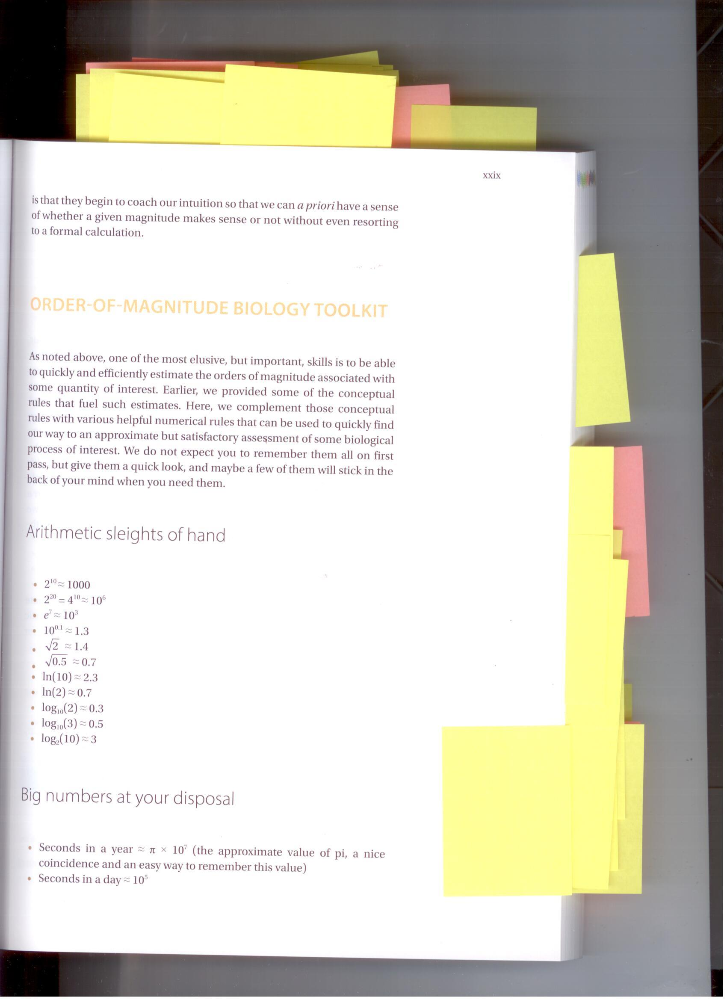 xxix
is that they begin to coach our intuition so that we can a priori have a sense
of whether a given magnitude makes sense or not without even resorting
to a formal calculation.
ORDER-OF-MAGNITUDE BIOLOGY TOOLKIT
As noted above, one of the most elusive, but important, skills is to be able
to quickly and efficiently estimate the orders of magnitude associated with
some quantity of interest. Earlier, we provided some of the conceptual
rules that fuel such estimates. Here, we complement those conceptual
rules with various helpful numerical rules that can be used to quickly find
our way to an approximate but satisfactory assessment of some biological
process of interest. We do not expect you to remember them all on first
pass, but give them a quick look, and maybe a few of them will stick in the
back of your mind when you need them.
Arithmetic sleights of hand
• 2¹⁰ ≈ 1000
• 2²⁰ = 4¹⁰ ≈ 10⁶
• e⁷ ≈ 10³
• 10⁰·¹ ≈ 1.3
• √2 ≈ 1.4
• √0.5 ≈ 0.7
• ln(10) ≈ 2.3
• ln(2) ≈ 0.7
• log₁₀(2) ≈ 0.3
• log₁₀(3) ≈ 0.5
• log₂(10) ≈ 3
Big numbers at your disposal
• Seconds in a year ≈ π × 10⁷ (the approximate value of pi, a nice
coincidence and an easy way to remember this value)
• Seconds in a day ≈ 10⁵